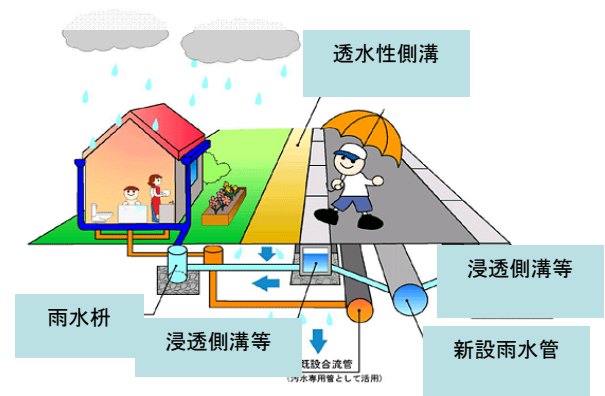 透水性側溝
浸透側溝等
雨水枡
浸透側溝等
新設雨水管
既設合流管
(汚水専用管として活用)